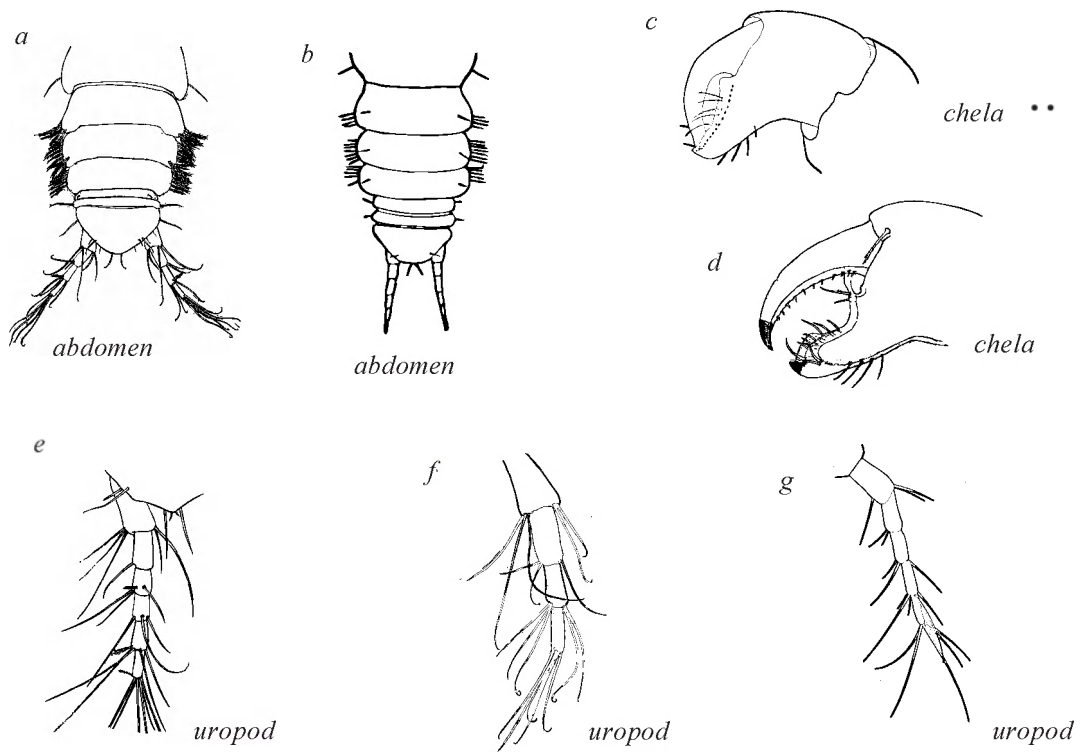 a
b
c
chela
abdomen
abdomen
d
chela
e
f
g
uropod
uropod
uropod